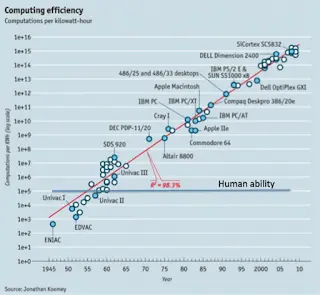 Computing efficiency
Computations per kilowatt-hour
1e+16
1e+15
1e+14
1e+13
1e+12
1e+11
1e+10
1e+9
1e+8
1e+7
1e+6
1e+5
1e+4
1e+3
1e+2
1e+1
1e+0
Computations per kWh (log scale)
SiCortex SC5832
DELL Dimension 2400
486/25 and 486/33 desktops
IBM PS/2 E &
SUN SS1000 x8
Dell OptiPlex GXI
Apple Macintosh
IBM PC/XT
Compaq Deskpro 386/20e
IBM PC
IBM PC/AT
Cray I
Apple IIe
DEC PDP-11/20
Commodore 64
Altair 8800
SDS 920
Univac III
R² = 98.3%
Human ability
Univac I
Univac II
EDVAC
ENIAC
1945
50
55
60
65
70
75
80
85
90
95
2000
05
2010
Year
Source: Jonathan Koomey